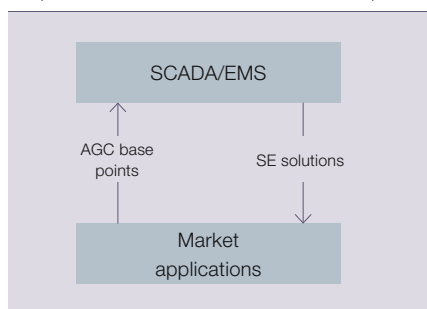 SCADA/EMS
AGC base
points
SE solutions
Market
applications